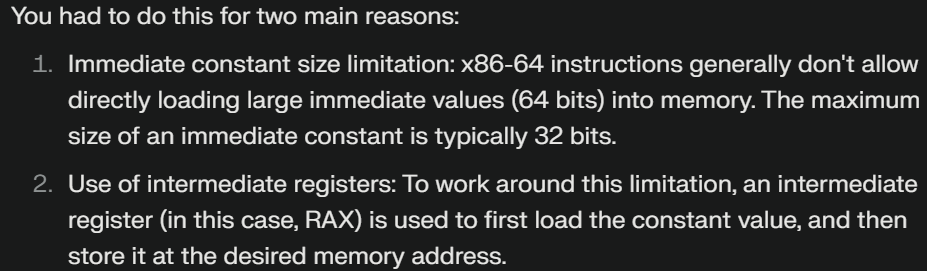 You had to do this for two main reasons:
1. Immediate constant size limitation: x86-64 instructions generally don't allow
directly loading large immediate values (64 bits) into memory. The maximum
size of an immediate constant is typically 32 bits.
2. Use of intermediate registers: To work around this limitation, an intermediate
register (in this case, RAX) is used to first load the constant value, and then
store it at the desired memory address.